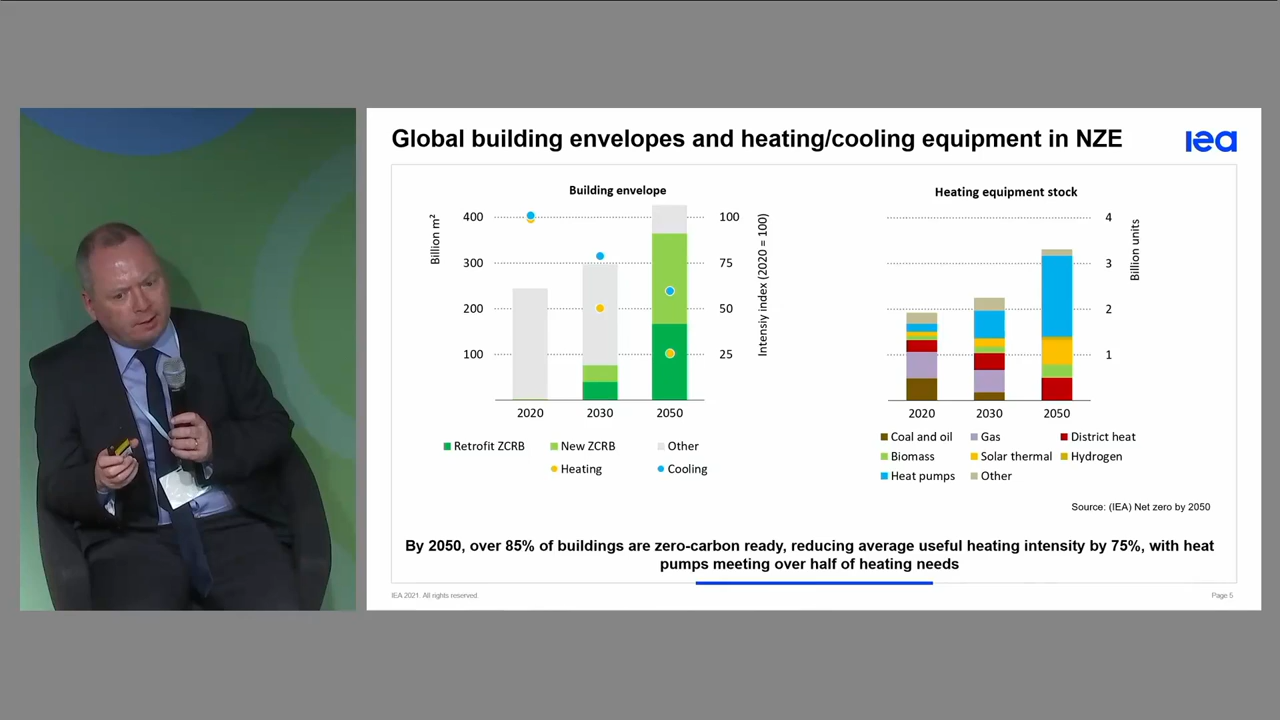 Global building envelopes and heating/cooling equipment in NZE
iea
Building envelope
Billion m²
400
300
200
100
100
75
50
25
Intensiy index (2020 = 100)
2020
2030
2050
Retrofit ZCRB
New ZCRB
Other
Heating
Cooling
Heating equipment stock
4
3
2
1
Billion units
2020
2030
2050
Coal and oil
Gas
District heat
Biomass
Solar thermal
Hydrogen
Heat pumps
Other
Source: (IEA) Net zero by 2050
By 2050, over 85% of buildings are zero-carbon ready, reducing average useful heating intensity by 75%, with heat
pumps meeting over half of heating needs
IEA 2021. All rights reserved.
Page 5